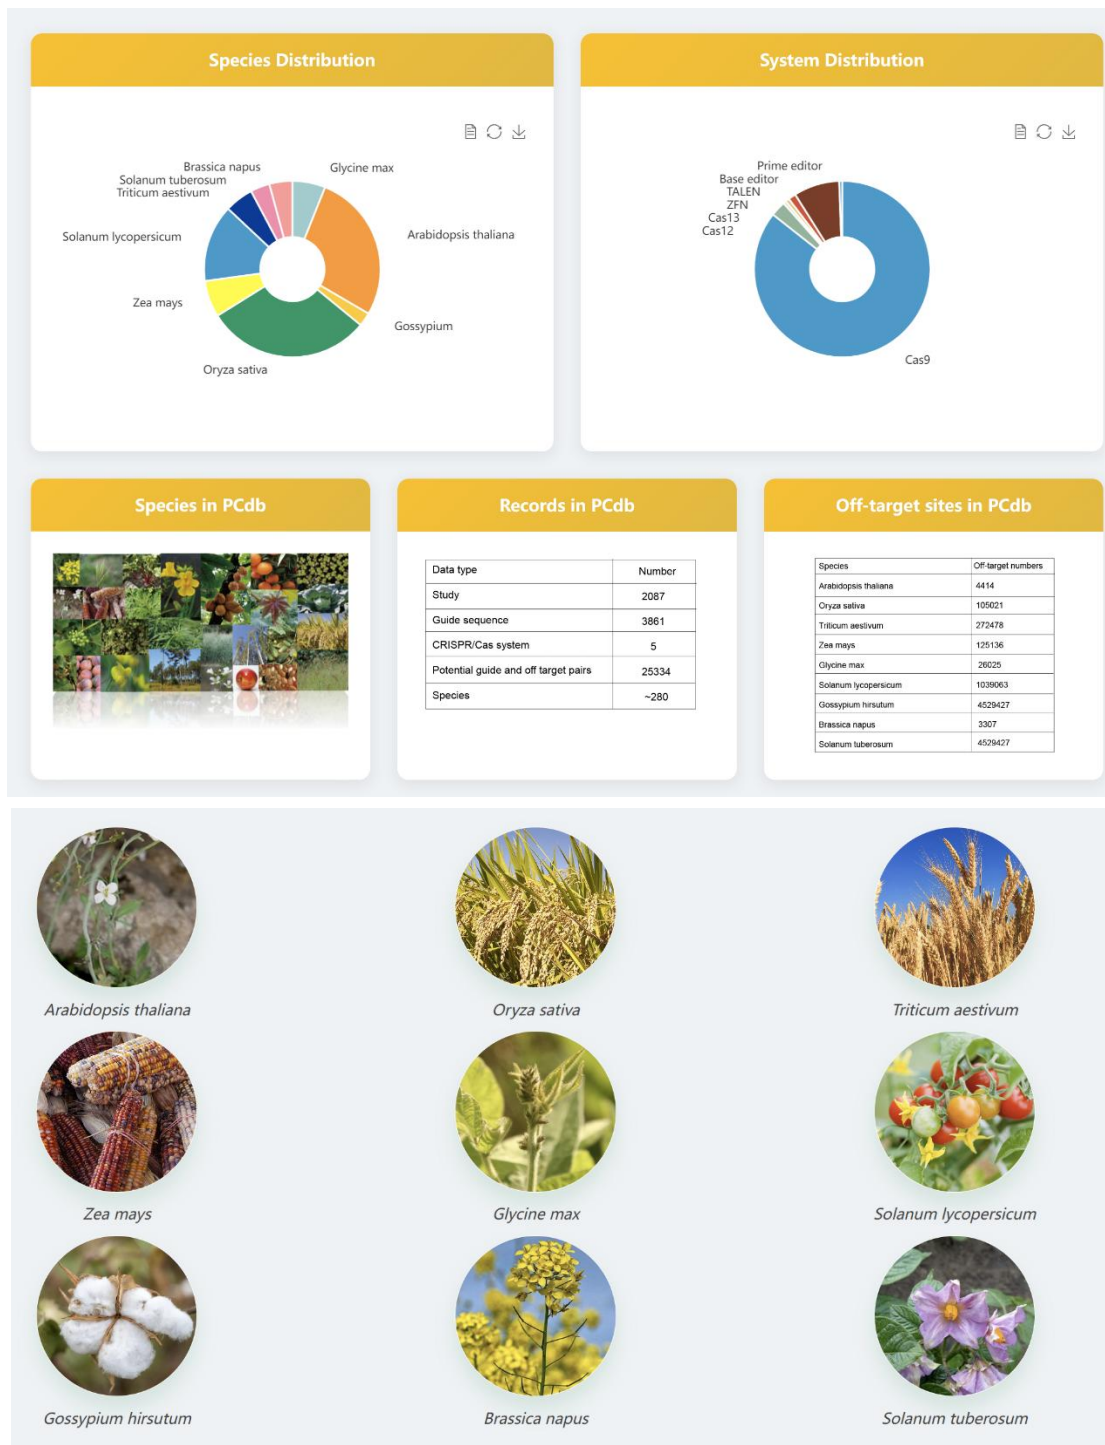 Species Distribution
System Distribution
Brassica napus
Glycine max
Solanum tuberosum
Triticum aestivum
Solanum lycopersicum
Arabidopsis thaliana
Zea mays
Gossypium
Oryza sativa
Prime editor
Base editor
TALEN
ZFN
Cas13
Cas12
Cas9
Species in PCdb
Records in PCdb
Data type Number
Study 2087
Guide sequence 3861
CRISPR/Cas system 5
Potential guide and off target pairs 25334
Species ~280
Off-target sites in PCdb
Species Off-target numbers
Arabidopsis thaliana 4414
Oryza sativa 105021
Triticum aestivum 272478
Zea mays 125136
Glycine max 26025
Solanum lycopersicum 1039063
Gossypium hirsutum 4529427
Brassica napus 3307
Solanum tuberosum 4529427
Arabidopsis thaliana
Oryza sativa
Triticum aestivum
Zea mays
Glycine max
Solanum lycopersicum
Gossypium hirsutum
Brassica napus
Solanum tuberosum